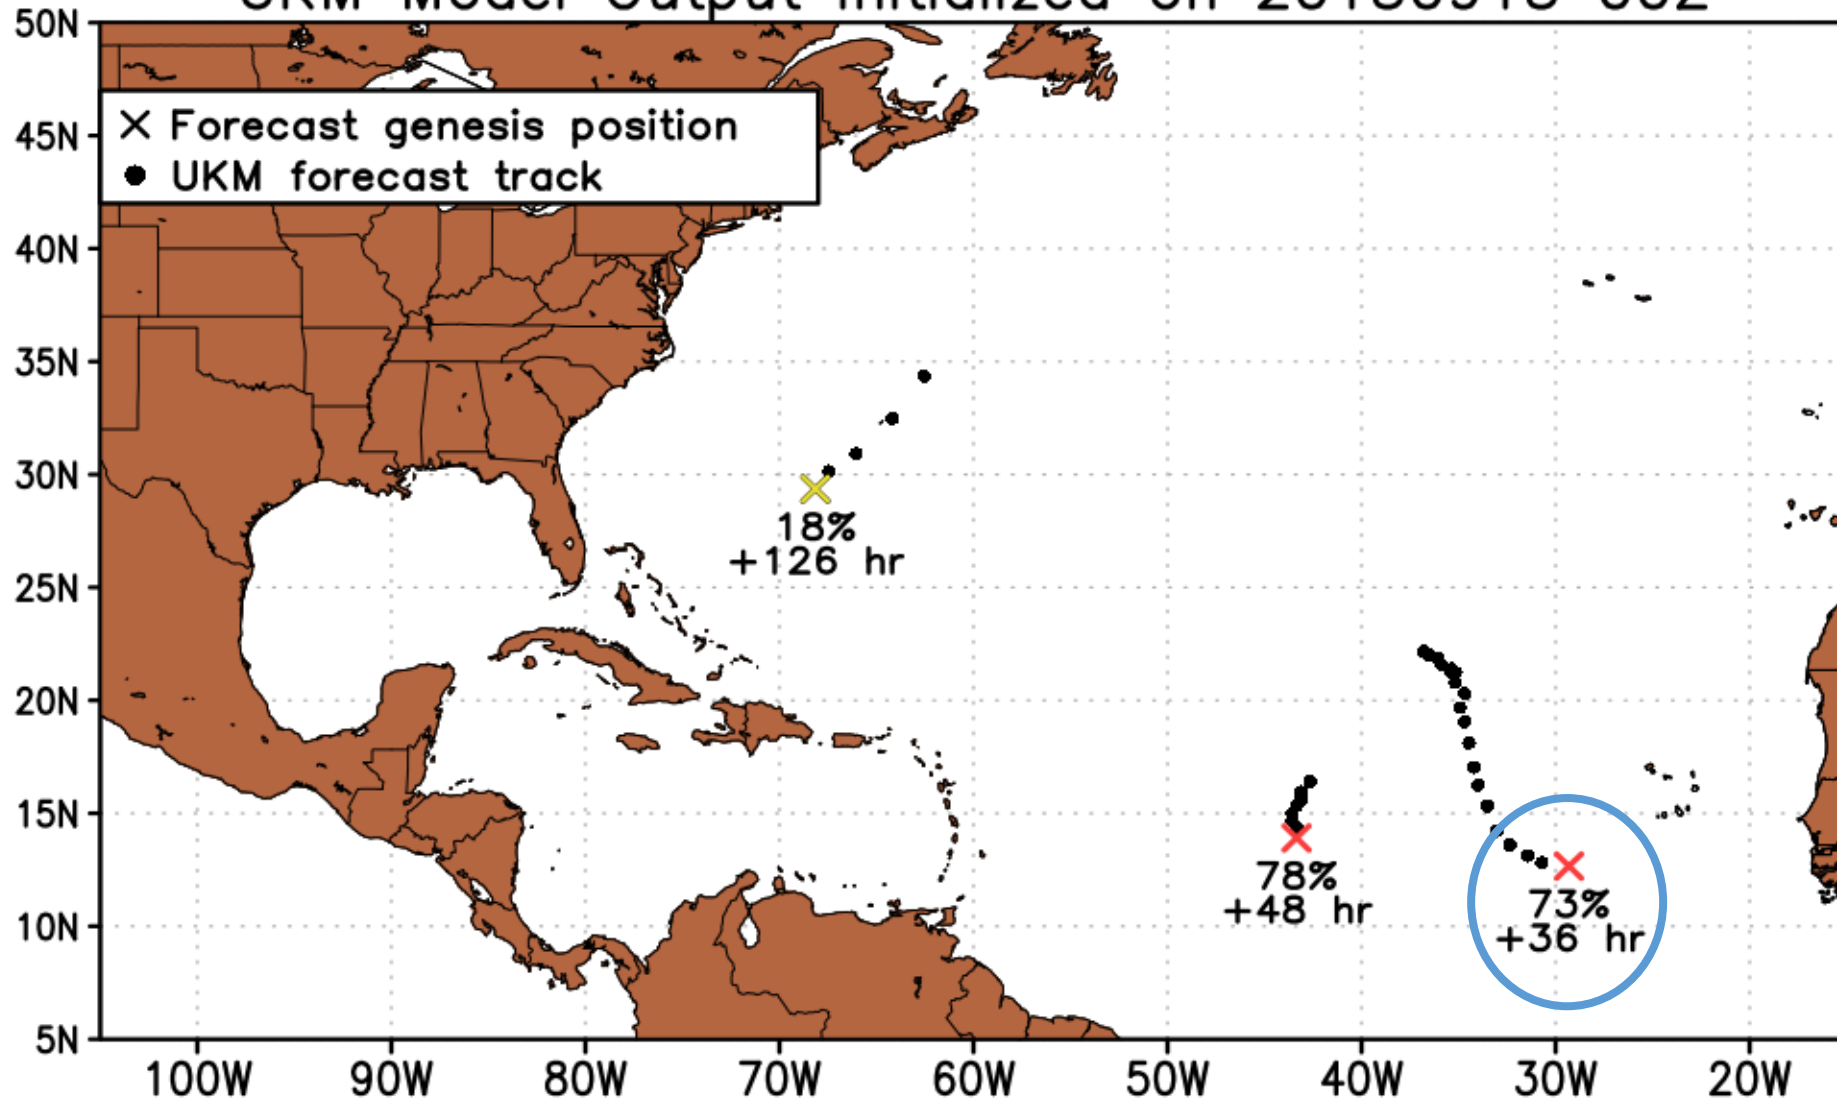 50N
× Forecast genesis position
● UKM forecast track
45N
40N
35N
30N
18%
+126 hr
25N
20N
15N
78%
+48 hr
73%
+36 hr
10N
5N
100W 90W 80W 70W 60W 50W 40W 30W 20W